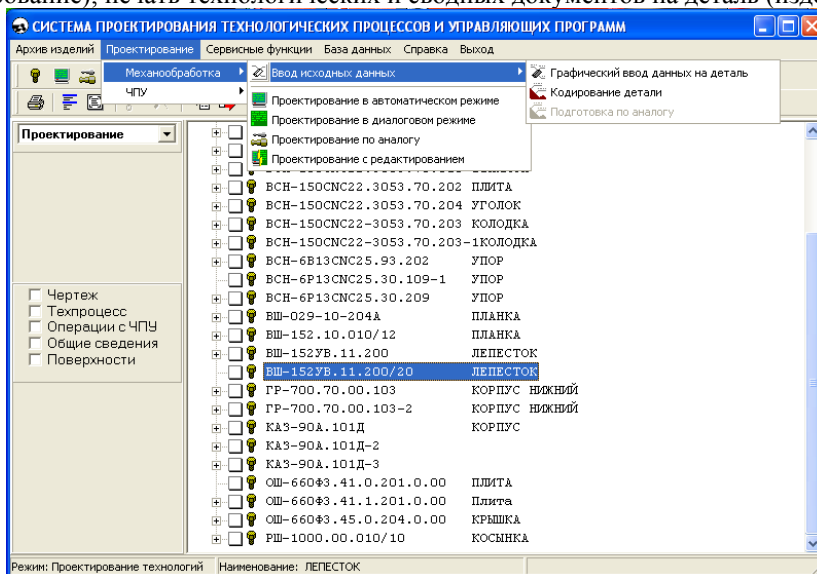 печать технологических и сводных документов на деталь
СИСТЕМА ПРОЕКТИРОВАНИЯ ТЕХНОЛОГИЧЕСКИХ ПРОЦЕССОВ И УПРАВЛЯЮЩИХ ПРОГРАММ
Архив изделий Проектирование Сервисные функции База данных Справка Выход
Механообработка
ЧПУ
Ввод исходных данных
Проектирование в автоматическом режиме
Проектирование в диалоговом режиме
Проектирование по аналогу
Проектирование с редактированием
Графический ввод данных на деталь
Кодирование детали
Подготовка по аналогу
Проектирование
ВСН-150CNC22.3053.70.202 ПЛИТА
ВСН-150CNC22.3053.70.204 УГОЛОК
ВСН-150CNC22-3053.70.203 КОЛОДКА
ВСН-150CNC22-3053.70.203-1КОЛОДКА
ВСН-6В13CNC25.93.202 УПОР
ВСН-6Р13CNC25.30.109-1 УПОР
ВСН-6Р13CNC25.30.209 УПОР
ВШ-029-10-204А ПЛАНКА
ВШ-152.10.010/12 ПЛАНКА
ВШ-152УВ.11.200 ЛЕПЕСТОК
ВШ-152УВ.11.200/20 ЛЕПЕСТОК
ГР-700.70.00.103 КОРПУС НИЖНИЙ
ГР-700.70.00.103-2 КОРПУС НИЖНИЙ
КАЗ-90А.101Д КОРПУС
КАЗ-90А.101Д-2
КАЗ-90А.101Д-3
ОШ-660Ф3.41.0.201.0.00 ПЛИТА
ОШ-660Ф3.41.1.201.0.00 Плита
ОШ-660Ф3.45.0.204.0.00 КРЫШКА
РШ-1000.00.010/10 КОСЫНКА
Чертеж
Техпроцесс
Операции с ЧПУ
Общие сведения
Поверхности
Режим: Проектирование технологий Наименование: ЛЕПЕСТОК